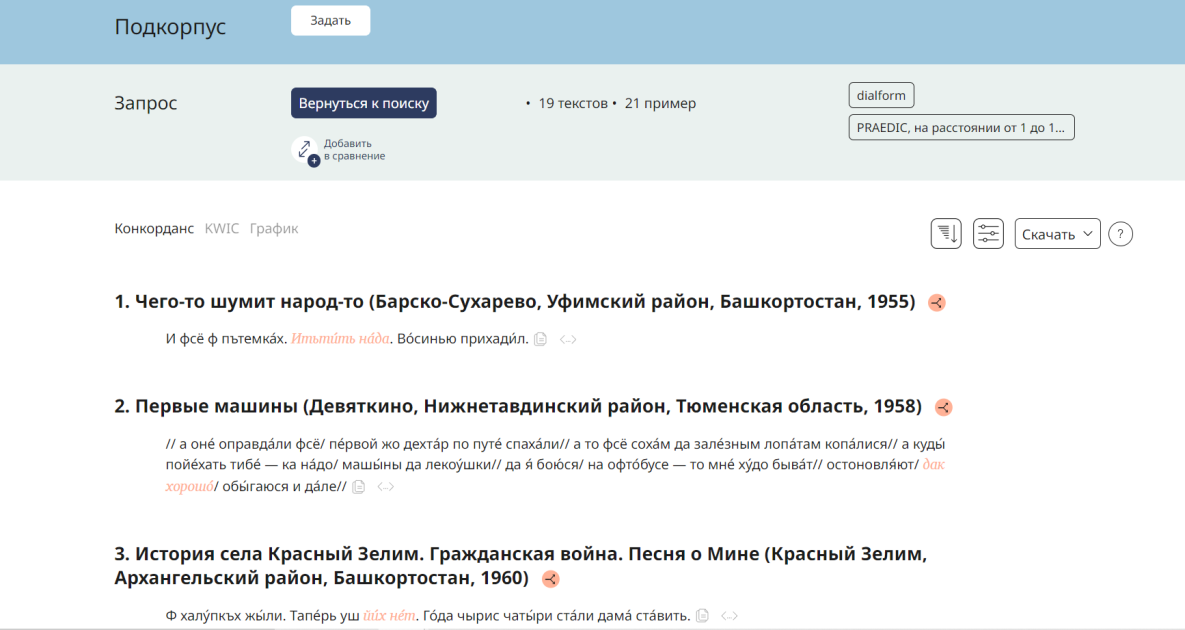 Подкорпус
Задать
Запрос
Вернуться к поиску
• 19 текстов • 21 пример
dialform
PRAEDIC, на расстоянии от 1 до 1...
Добавить
в сравнение
Конкорданс KWIC График
Скачать
?
1. Чего-то шумит народ-то (Барско-Сухарево, Уфимский район, Башкортостан, 1955)
И фсё ф пътемка́х. Итьти́ть на́да. Во́синью прихади́л.
2. Первые машины (Девяткино, Нижнетавдинский район, Тюменская область, 1958)
// а оне́ оправда́ли фсё/ пе́рвой жо дехта́р по путе́ спаха́ли// а то фсё соха́м да зале́зным лопа́там копа́лися// а куды́
пойе́хать тибе́ — ка на́до/ машы́ны да лекоу́шки// да я́ бою́ся/ на офто́бусе — то мне́ ху́до быва́т// остоновля́ют/ дак
хорошо́/ обы́гаюся и да́ле//
3. История села Красный Зелим. Гражданская война. Песня о Мине (Красный Зелим,
Архангельский район, Башкортостан, 1960)
Ф халу́пкъх жы́ли. Тапе́рь уш йи́х не́т. Го́да чырис чаты́ри ста́ли дама́ ста́вить.